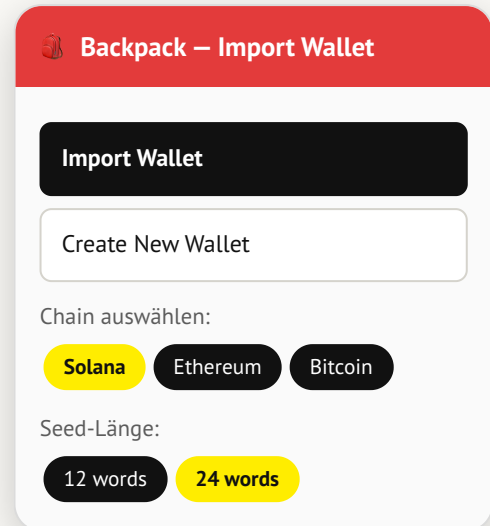 Backpack — Import Wallet
Import Wallet
Create New Wallet
Chain auswählen:
Solana Ethereum Bitcoin
Seed-Länge:
12 words 24 words